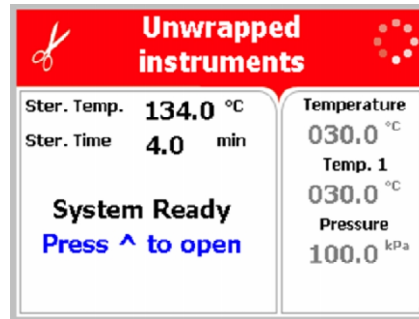 Unwrapped
instruments
Ster. Temp. 134.0 °C
Ster. Time 4.0 min
System Ready
Press ^ to open
Temperature
030.0 °C
Temp. 1
030.0 °C
Pressure
100.0 kPa